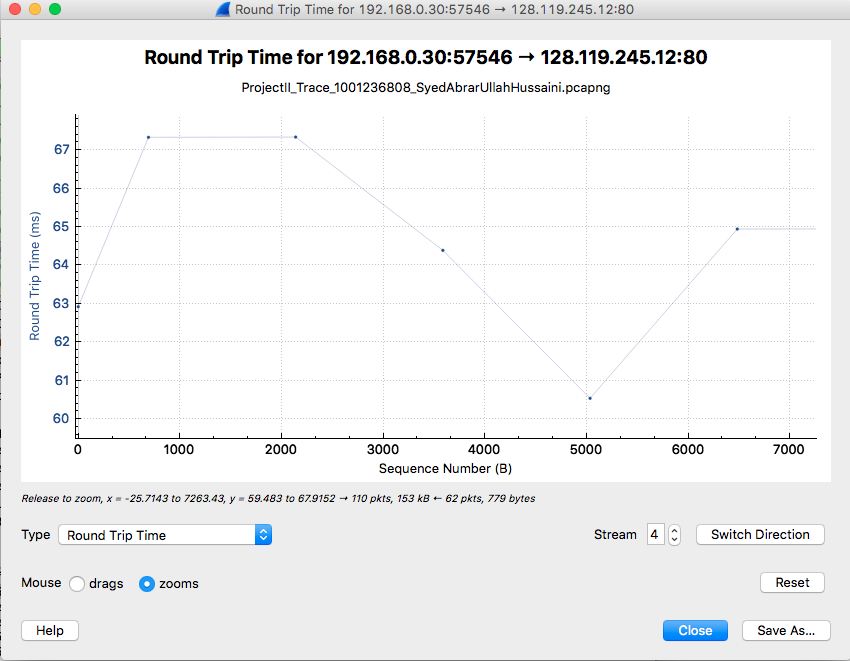 Round Trip Time for 192.168.0.30:57546 → 128.119.245.12:80
Round Trip Time for 192.168.0.30:57546 → 128.119.245.12:80
ProjectII_Trace_1001236808_SyedAbrarUllahHussaini.pcapng
67
66
65
64
63
62
61
60
Round Trip Time (ms)
0 1000 2000 3000 4000 5000 6000 7000
Sequence Number (B)
Release to zoom, x = -25.7143 to 7263.43, y = 59.483 to 67.9152 → 110 pkts, 153 kB ← 62 pkts, 779 bytes
Type Round Trip Time Stream 4 Switch Direction
Mouse drags zooms Reset
Help Close Save As...